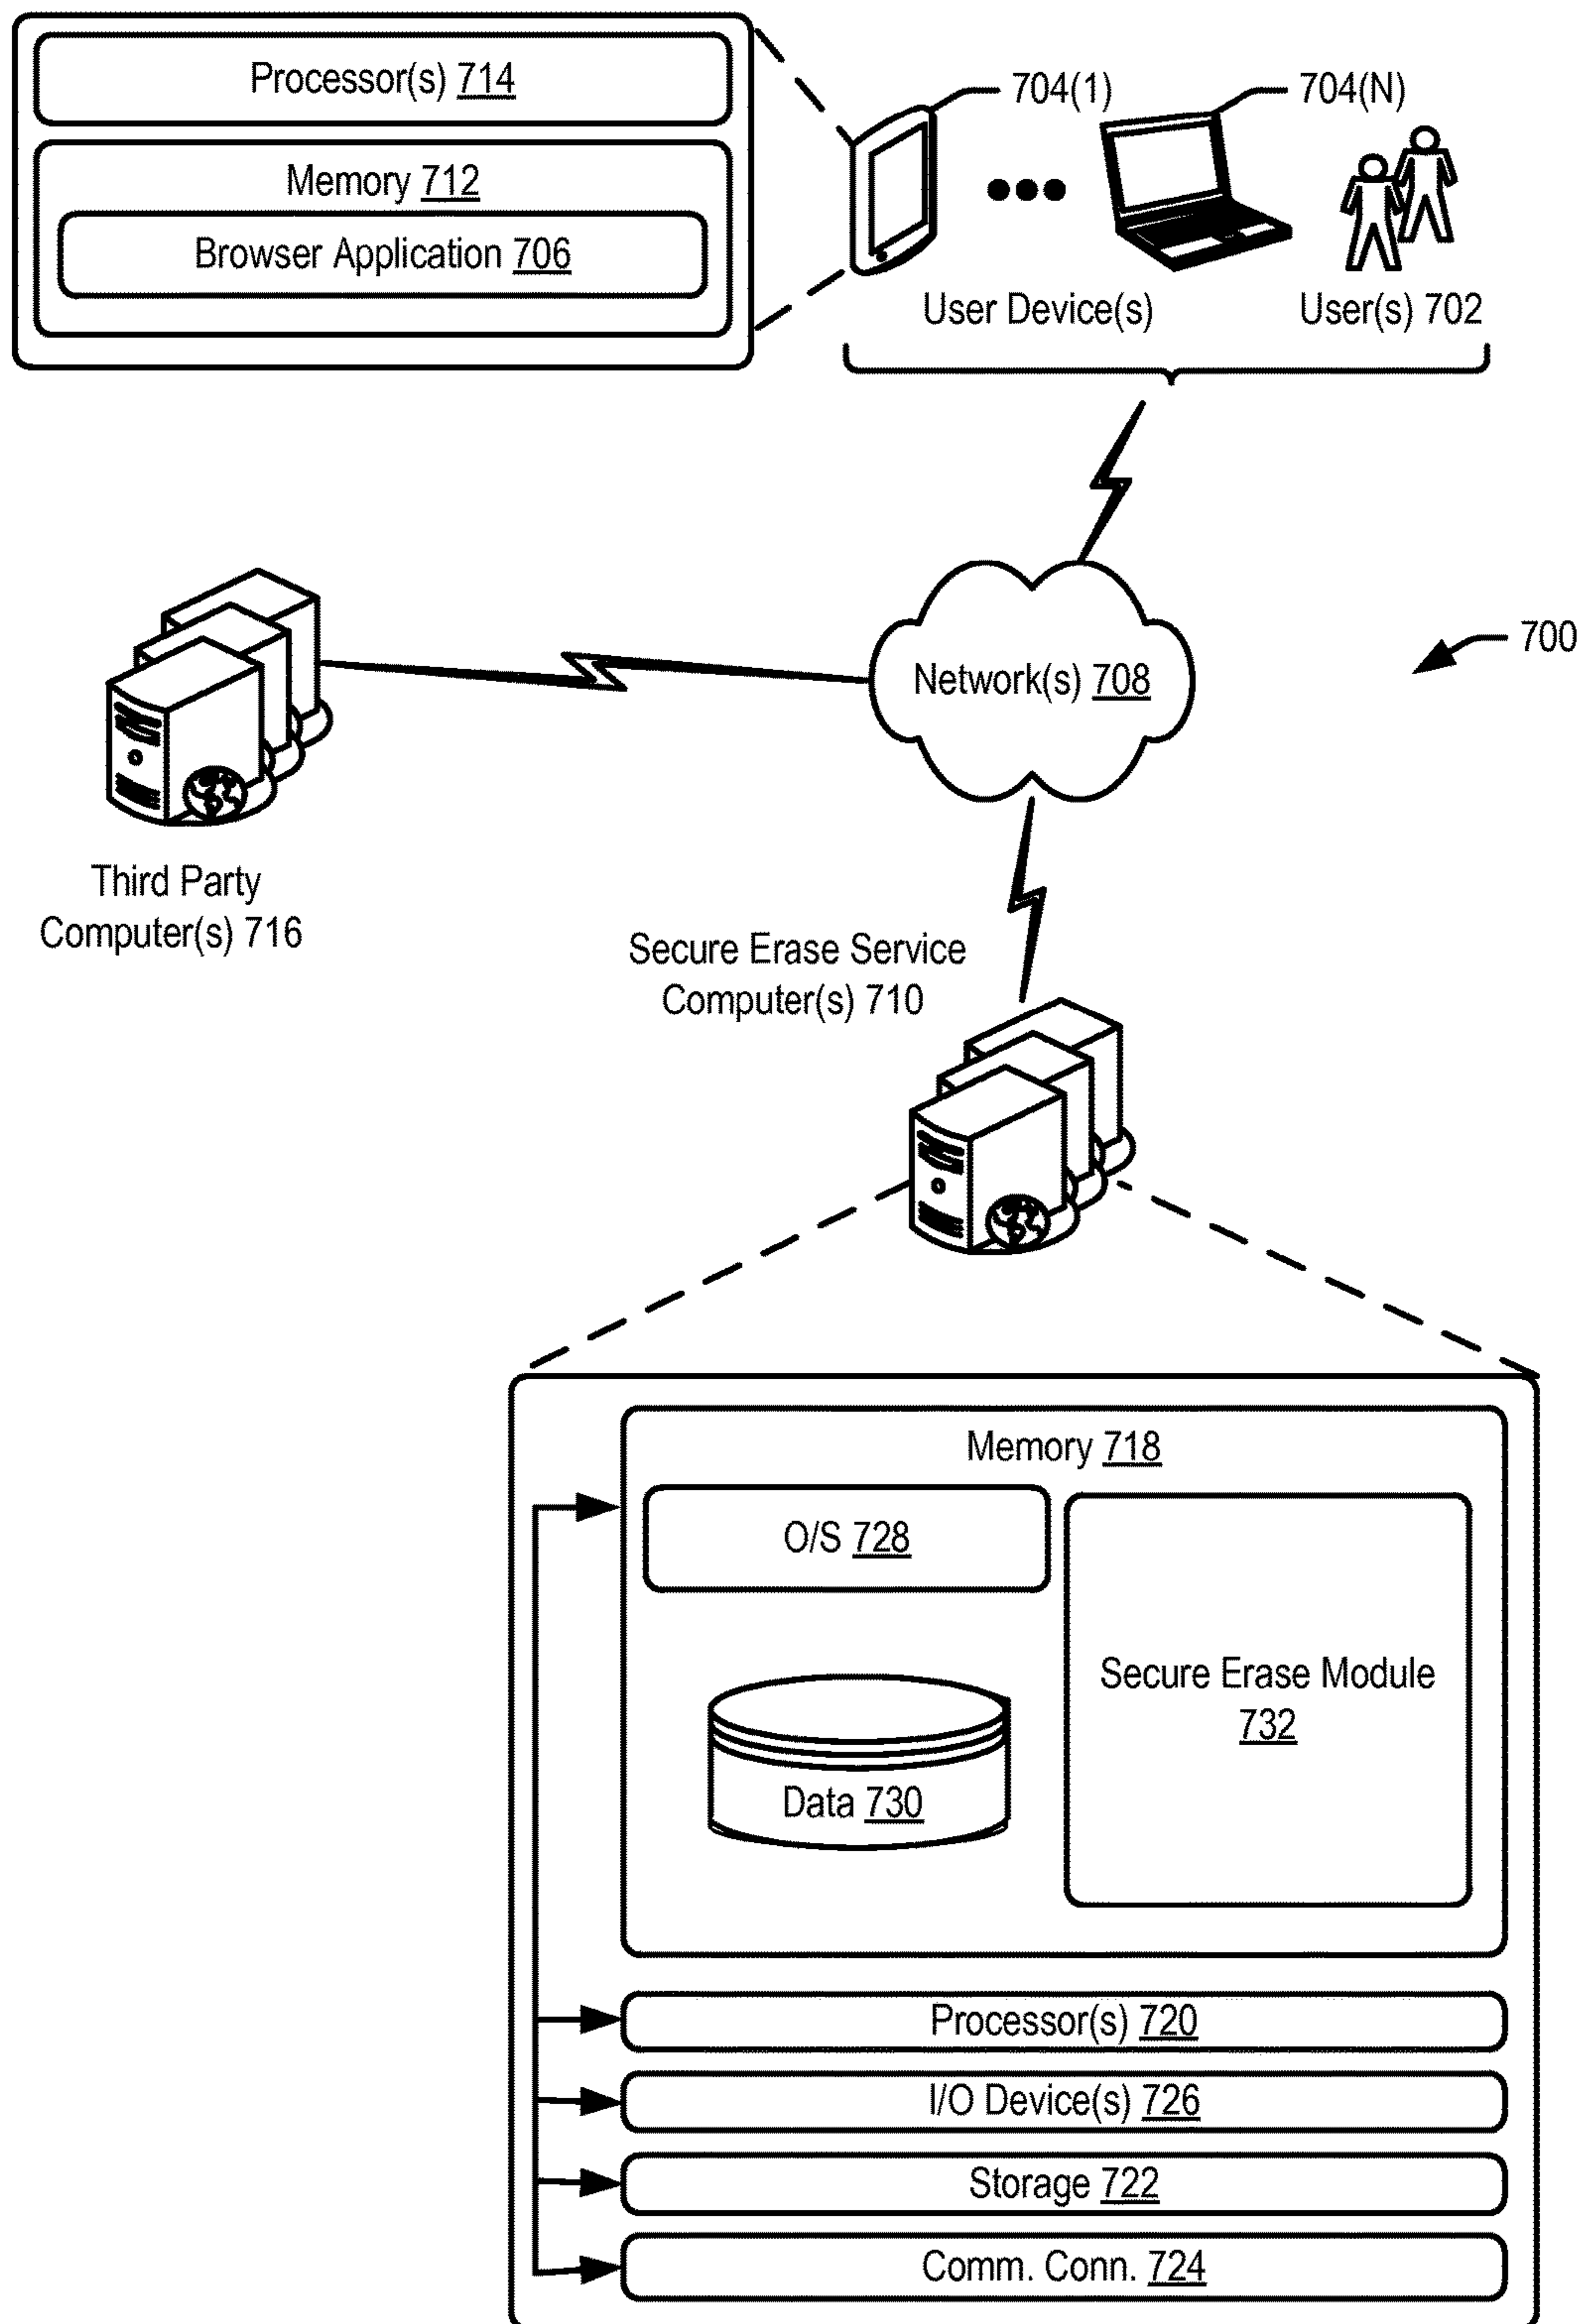 Processor(s) 714
Memory 712
Browser Application 706
704(1)
704(N)
User Device(s)
User(s) 702
Network(s) 708
700
Third Party
Computer(s) 716
Secure Erase Service
Computer(s) 710
Memory 718
O/S 728
Data 730
Secure Erase Module
732
Processor(s) 720
I/O Device(s) 726
Storage 722
Comm. Conn. 724